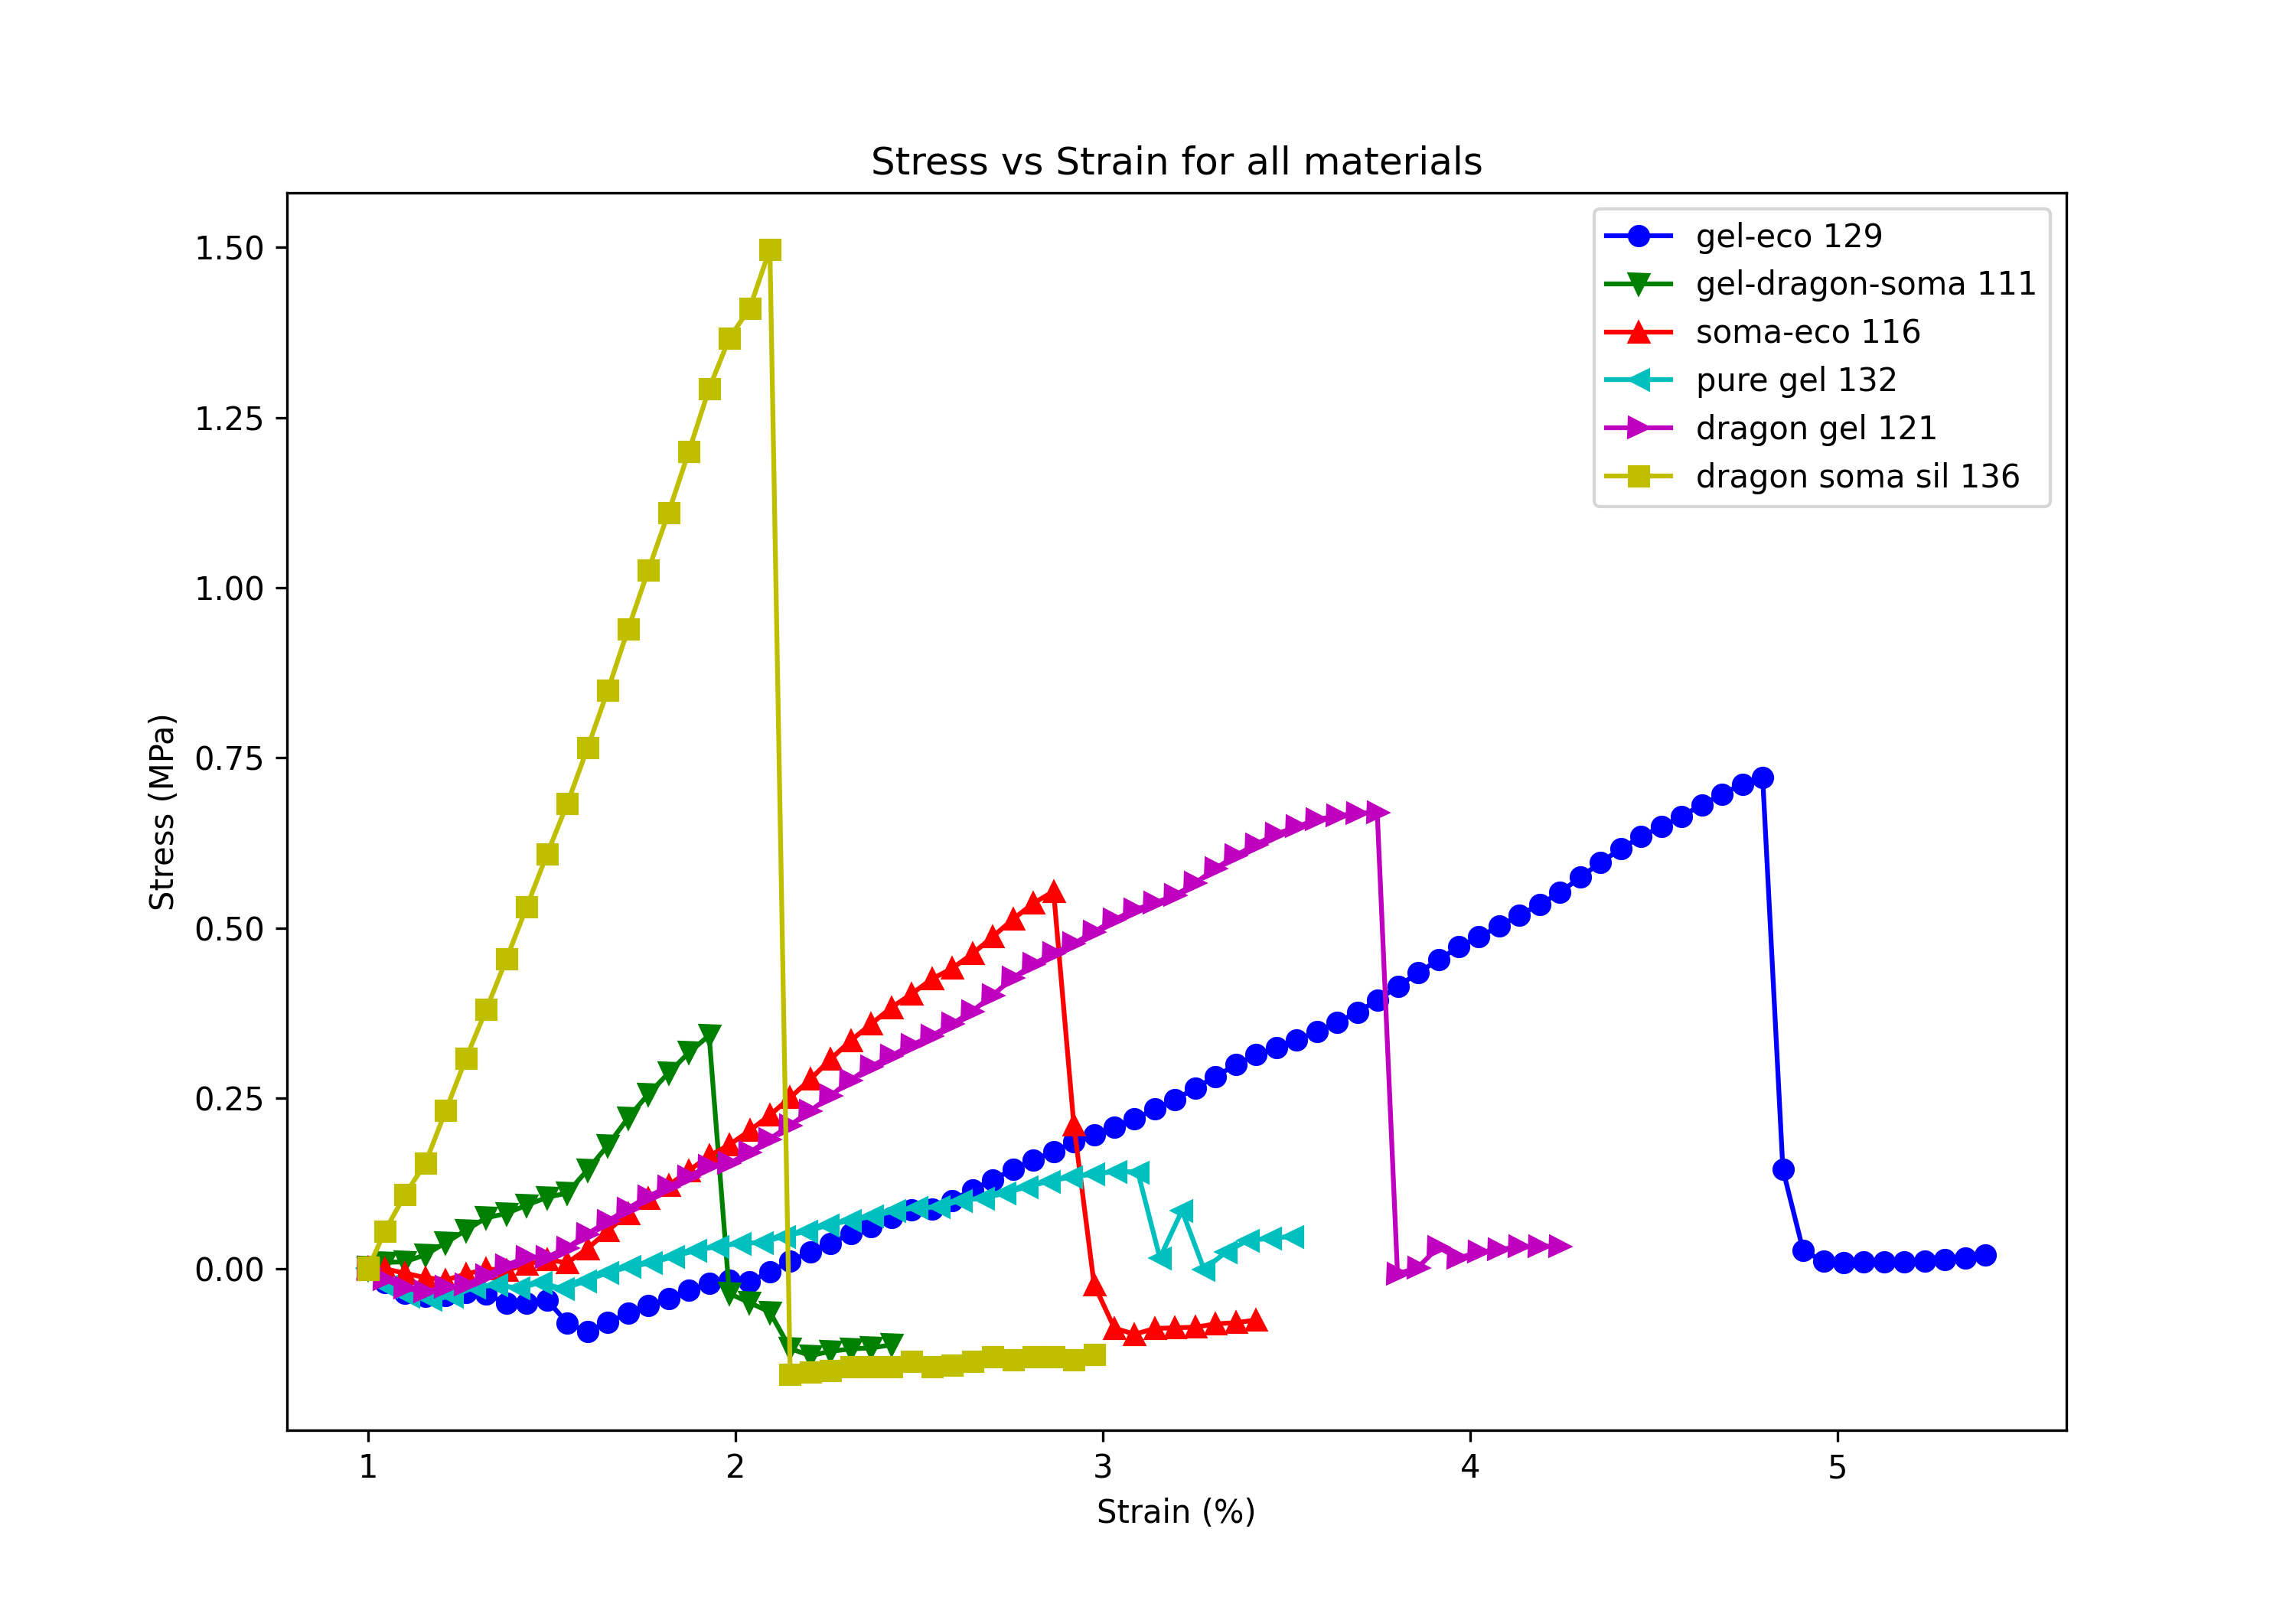 Stress vs Strain for all materials
gel-eco 129
gel-dragon-soma 111
soma-eco 116
pure gel 132
dragon gel 121
dragon soma sil 136
Stress (MPa)
1.50
1.25
1.00
0.75
0.50
0.25
0.00
1 2 3 4 5
Strain (%)